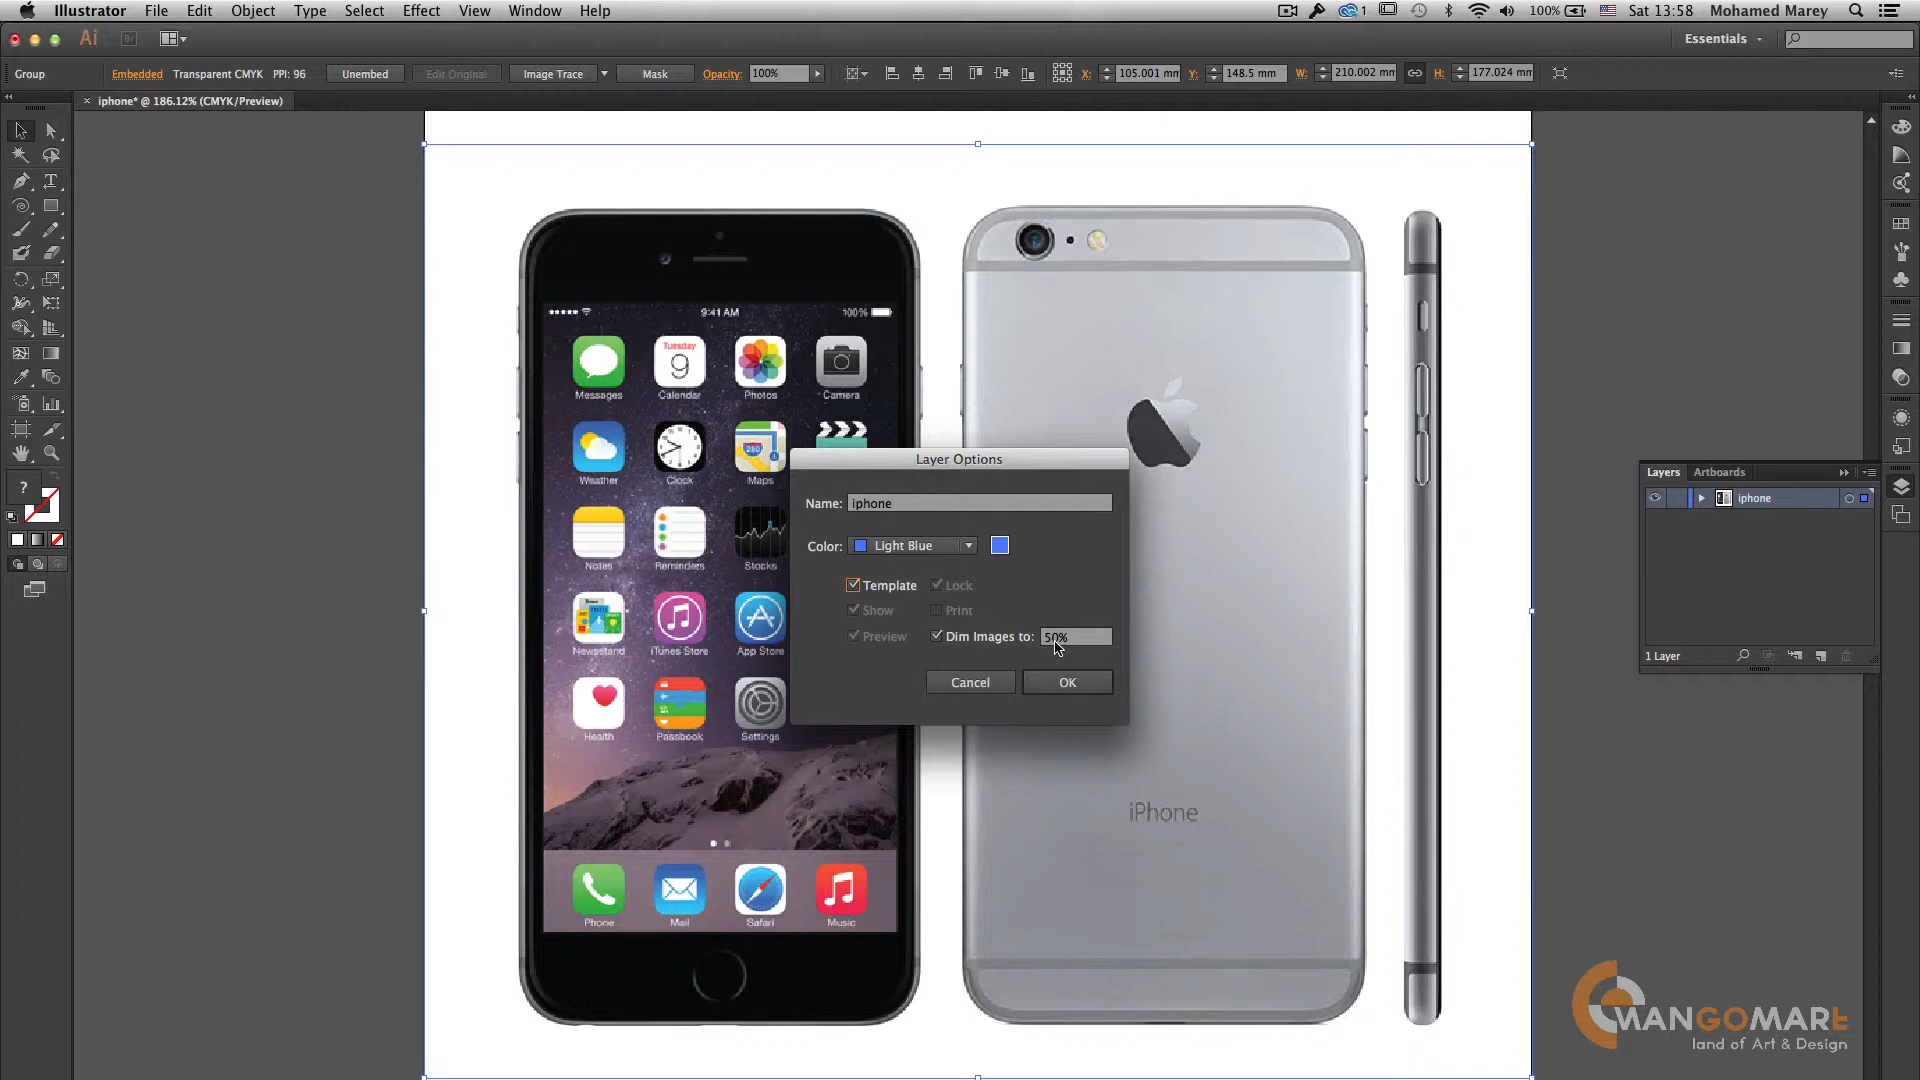 Illustrator File Edit Object Type Select Effect View Window Help
1 100% Sat 13:58 Mohamed Marey
Ai Br Essentials
Group Embedded Transparent CMYK PPI: 96 Unembed Edit Original Image Trace Mask Opacity: 100% X: 105.001 mm Y: 148.5 mm W: 210.002 mm H: 177.024 mm
iphone* @ 186.12% (CMYK/Preview)
9:41 AM 100%
Tuesday
9
Messages Calendar Photos Camera
280
Weather Clock Maps
Notes Reminders Stocks
Newsstand iTunes Store App Store
Health Passbook Settings
Phone Mail Safari Music
iPhone
Layer Options
Name: iphone
Color: Light Blue
Template Lock
Show Print
Preview Dim Images to: 50%
Cancel OK
Layers Artboards
iphone
1 Layer
?
MANGOMARt
land of Art & Design